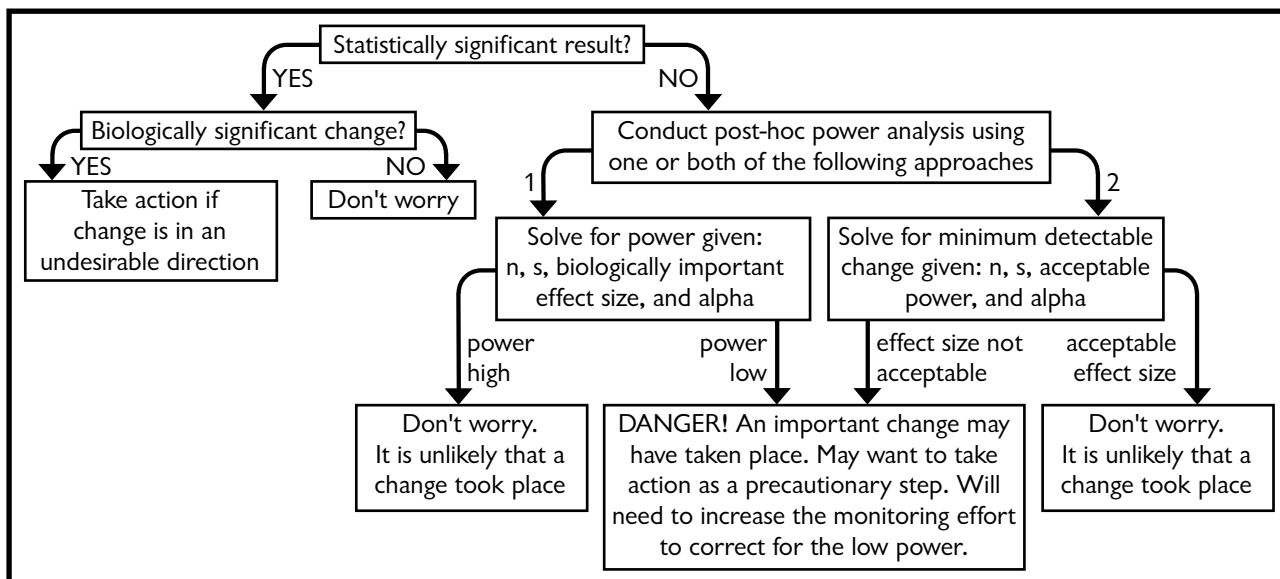 Statistically significant result?
YES
NO
Biologically significant change?
Conduct post-hoc power analysis using
one or both of the following approaches
YES
NO
1
2
Take action if
change is in an
undesirable direction
Don't worry
Solve for power given:
n, s, biologically important
effect size, and alpha
Solve for minimum detectable
change given: n, s, acceptable
power, and alpha
power
high
power
low
effect size not
acceptable
acceptable
effect size
Don't worry.
It is unlikely that a
change took place
DANGER! An important change may
have taken place. May want to take
action as a precautionary step. Will
need to increase the monitoring effort
to correct for the low power.
Don't worry.
It is unlikely that a
change took place